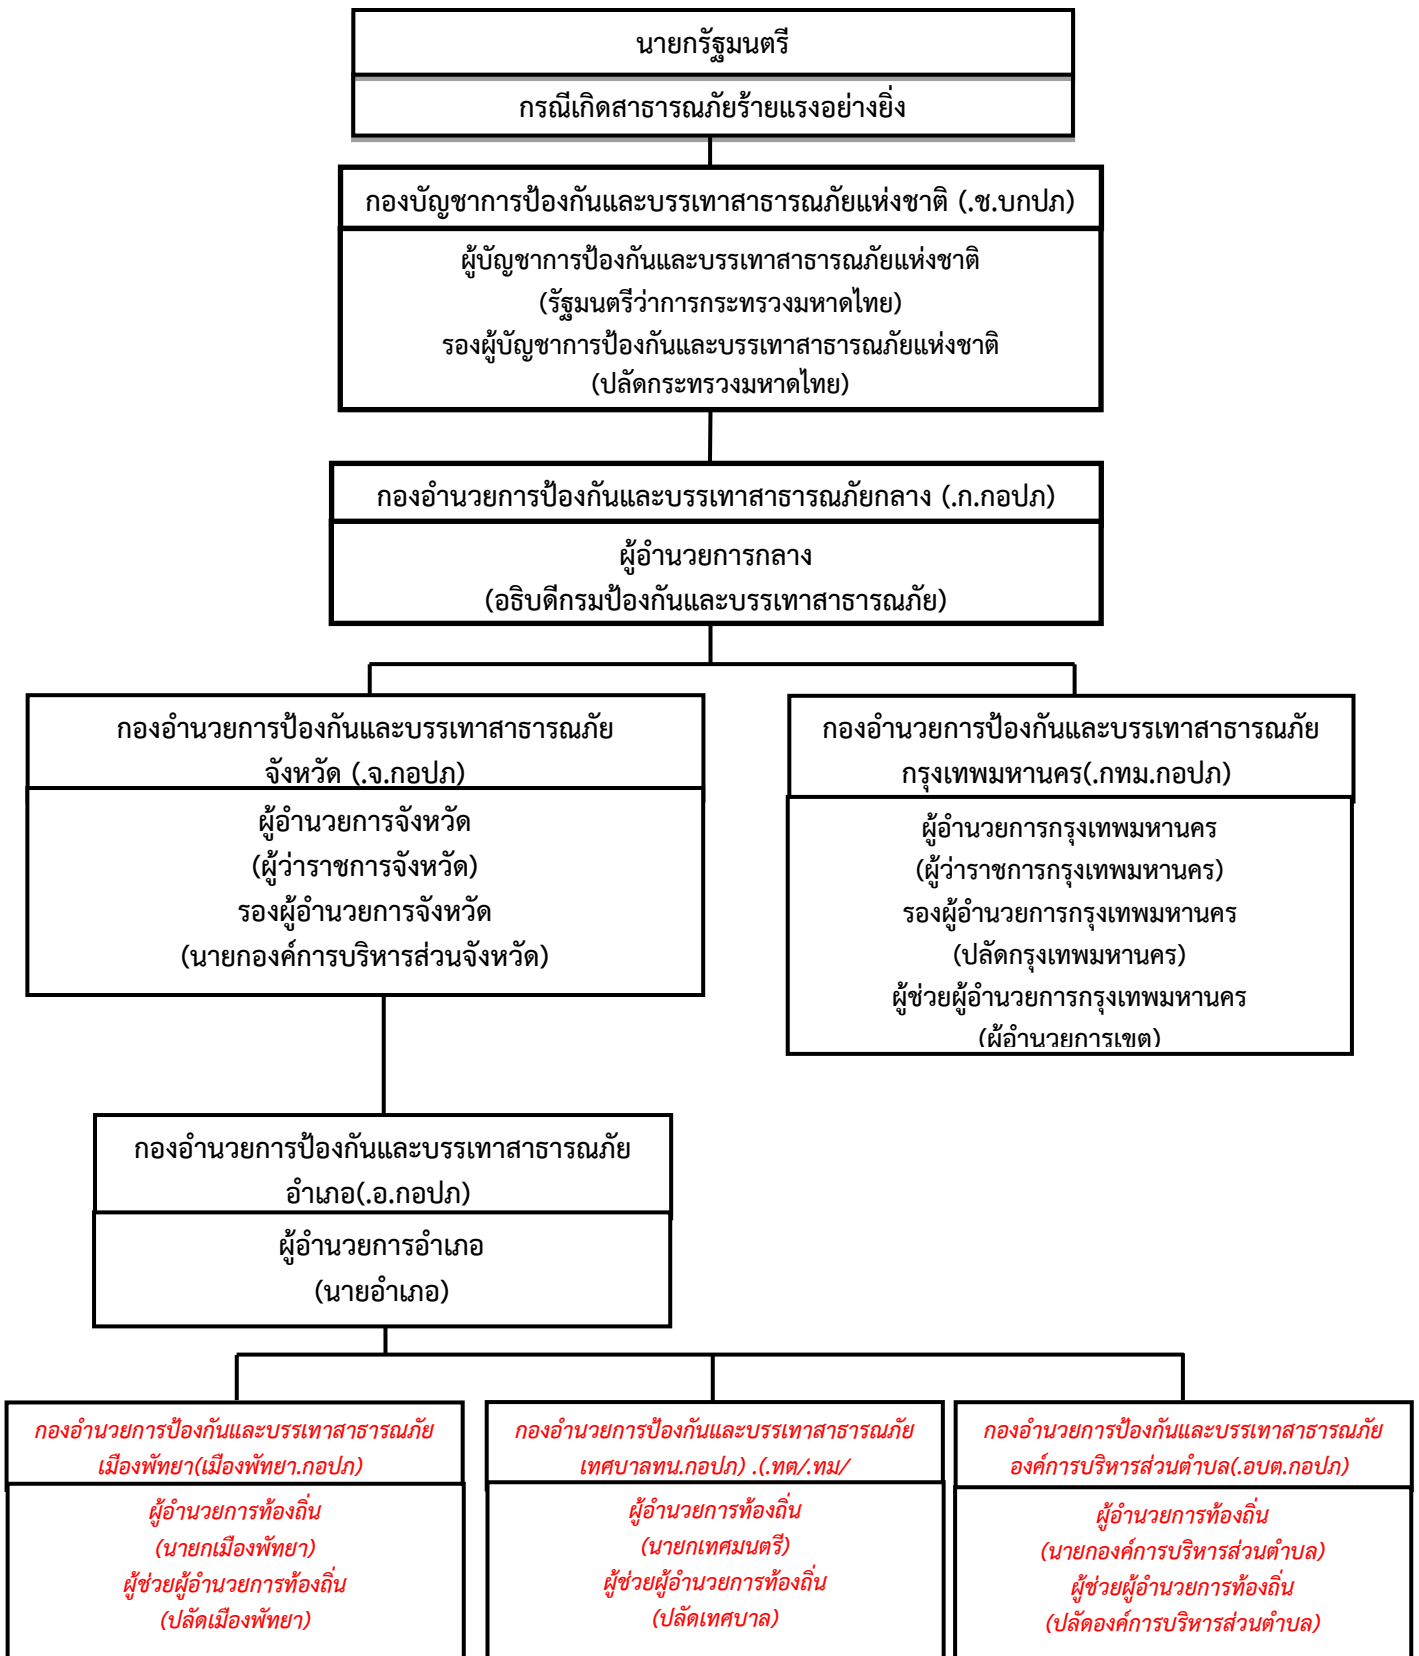 นายกรัฐมนตรี
กรณีเกิดสาธารณภัยร้ายแรงอย่างยิ่ง
กองบัญชาการป้องกันและบรรเทาสาธารณภัยแห่งชาติ (.ช.บกปภ)
ผู้บัญชาการป้องกันและบรรเทาสาธารณภัยแห่งชาติ
(รัฐมนตรีว่าการกระทรวงมหาดไทย)
รองผู้บัญชาการป้องกันและบรรเทาสาธารณภัยแห่งชาติ
(ปลัดกระทรวงมหาดไทย)
กองอำนวยการป้องกันและบรรเทาสาธารณภัยกลาง (.ก.กอปภ)
ผู้อำนวยการกลาง
(อธิบดีกรมป้องกันและบรรเทาสาธารณภัย)
กองอำนวยการป้องกันและบรรเทาสาธารณภัย
จังหวัด (.จ.กอปภ)
ผู้อำนวยการจังหวัด
(ผู้ว่าราชการจังหวัด)
รองผู้อำนวยการจังหวัด
(นายกองค์การบริหารส่วนจังหวัด)
กองอำนวยการป้องกันและบรรเทาสาธารณภัย
กรุงเทพมหานคร(.กทม.กอปภ)
ผู้อำนวยการกรุงเทพมหานคร
(ผู้ว่าราชการกรุงเทพมหานคร)
รองผู้อำนวยการกรุงเทพมหานคร
(ปลัดกรุงเทพมหานคร)
ผู้ช่วยผู้อำนวยการกรุงเทพมหานคร
(ผู้อำนวยการเขต)
กองอำนวยการป้องกันและบรรเทาสาธารณภัย
อำเภอ(.อ.กอปภ)
ผู้อำนวยการอำเภอ
(นายอำเภอ)
กองอำนวยการป้องกันและบรรเทาสาธารณภัย
เมืองพัทยา(เมืองพัทยา.กอปภ)
ผู้อำนวยการท้องถิ่น
(นายกเมืองพัทยา)
ผู้ช่วยผู้อำนวยการท้องถิ่น
(ปลัดเมืองพัทยา)
กองอำนวยการป้องกันและบรรเทาสาธารณภัย
เทศบาลทน.กอปภ) .(.ทต/.ทม/
ผู้อำนวยการท้องถิ่น
(นายกเทศมนตรี)
ผู้ช่วยผู้อำนวยการท้องถิ่น
(ปลัดเทศบาล)
กองอำนวยการป้องกันและบรรเทาสาธารณภัย
องค์การบริหารส่วนตำบล(.อบต.กอปภ)
ผู้อำนวยการท้องถิ่น
(นายกองค์การบริหารส่วนตำบล)
ผู้ช่วยผู้อำนวยการท้องถิ่น
(ปลัดองค์การบริหารส่วนตำบล)